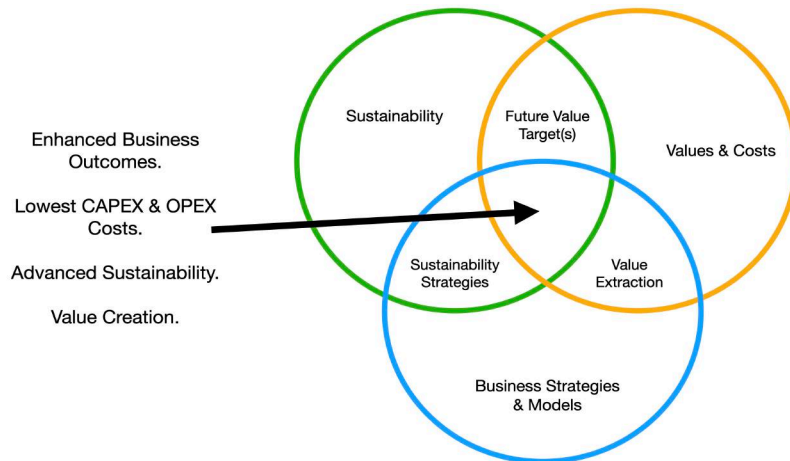 Enhanced Business
Outcomes.
Lowest CAPEX & OPEX
Costs.
Advanced Sustainability.
Value Creation.
Sustainability
Future Value
Target(s)
Values & Costs
Sustainability
Strategies
Value
Extraction
Business Strategies
& Models